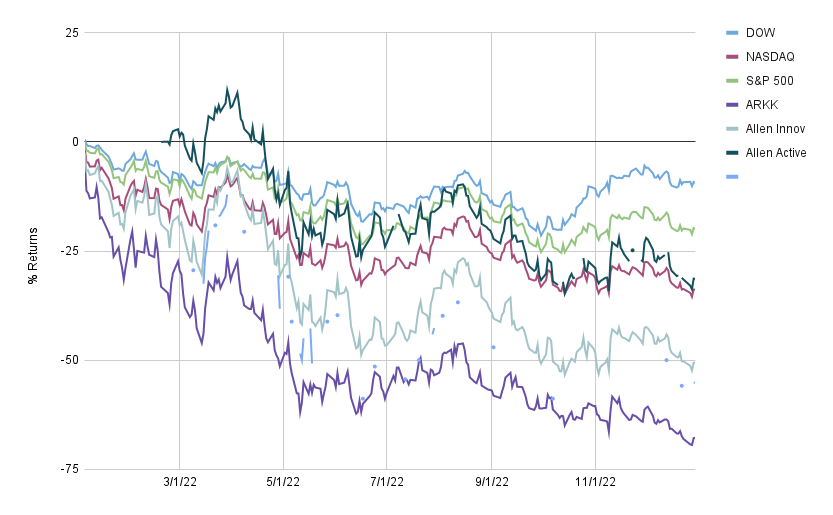 25
0
-25
-50
-75
% Returns
3/1/22
5/1/22
7/1/22
9/1/22
11/1/22
DOW
NASDAQ
S&P 500
ARKK
Allen Innov
Allen Active